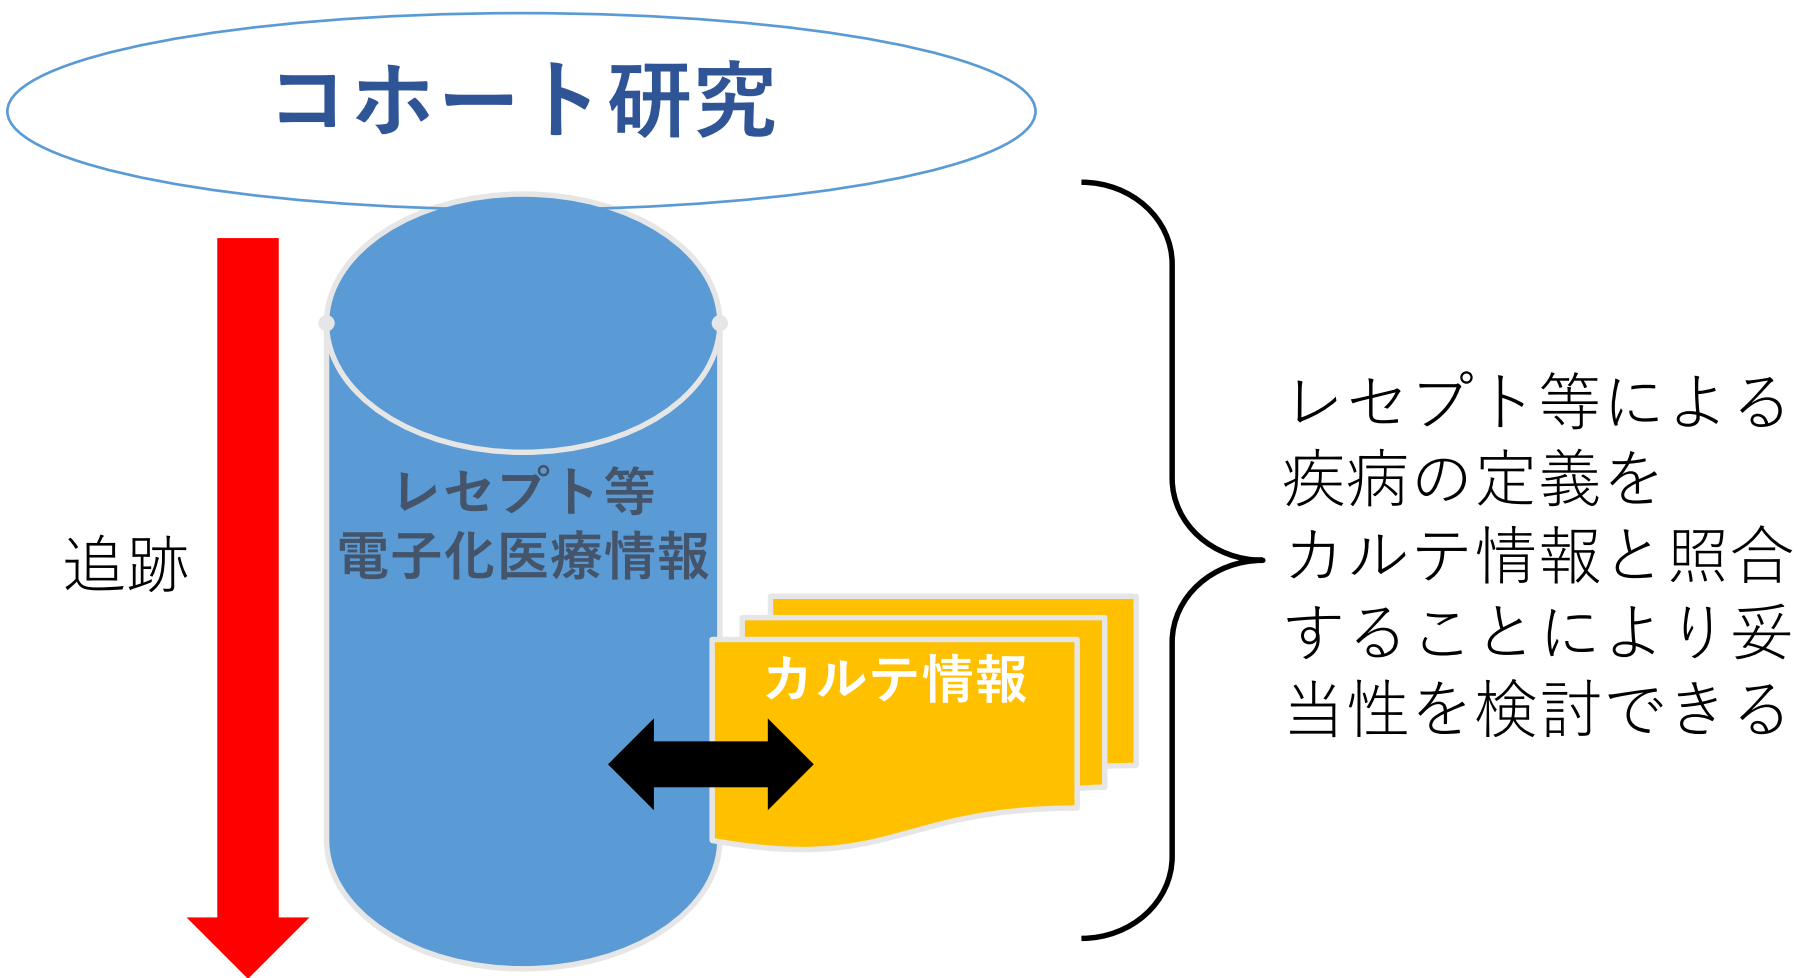 コホート研究
レセプト等
電子化医療情報
追跡
カルテ情報
レセプト等による
疾病の定義を
カルテ情報と照合
することにより妥
当性を検討できる